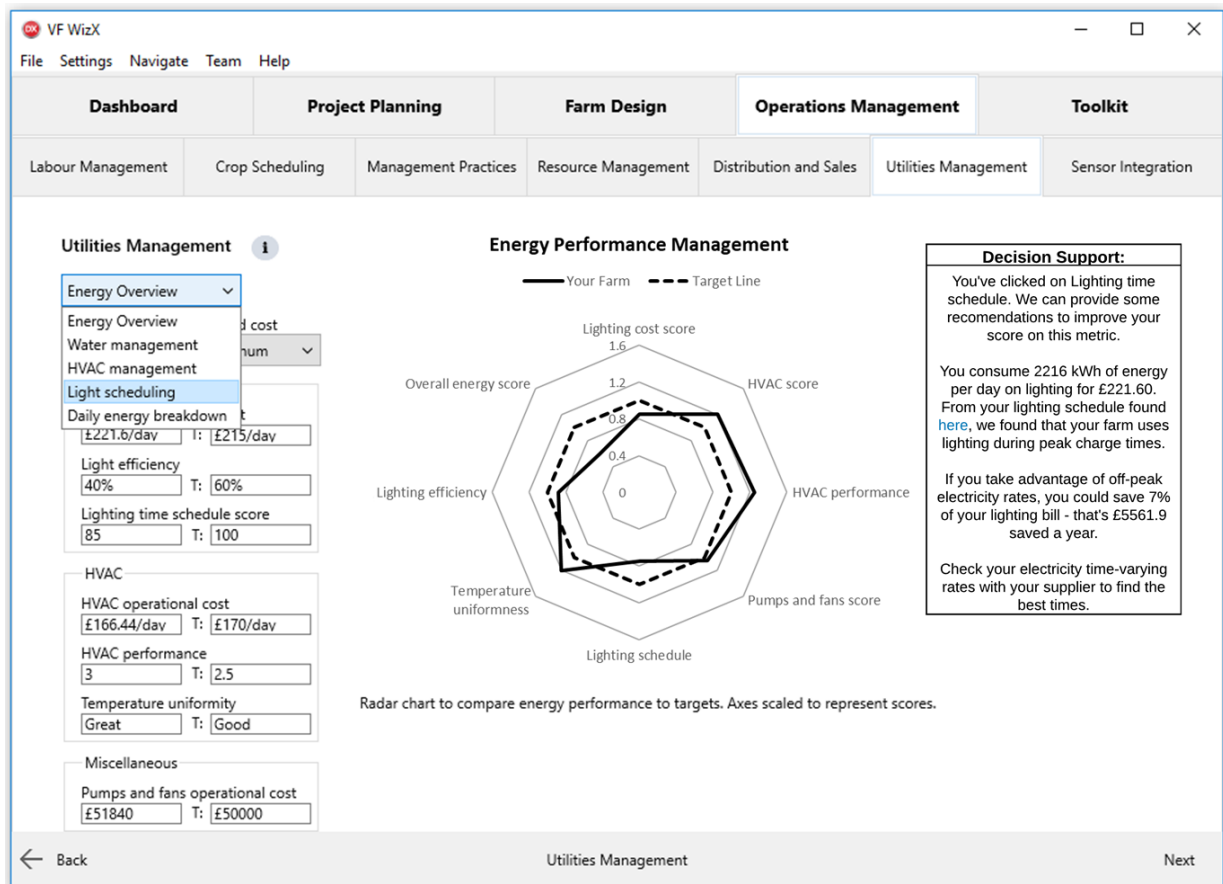 VF WizX
File Settings Navigate Team Help
Dashboard Project Planning Farm Design Operations Management Toolkit
Labour Management Crop Scheduling Management Practices Resource Management Distribution and Sales Utilities Management Sensor Integration
Utilities Management i
Energy Overview
Energy Overview
Water management
HVAC management
Light scheduling
Daily energy breakdown
d cost
num
t
£221.6/day T: £215/day
Light efficiency
40% T: 60%
Lighting time schedule score
85 T: 100
HVAC
HVAC operational cost
£166.44/day T: £170/day
HVAC performance
3 T: 2.5
Temperature uniformity
Great T: Good
Miscellaneous
Pumps and fans operational cost
£51840 T: £50000
Energy Performance Management
Your Farm Target Line
Lighting cost score
1.6
Overall energy score HVAC score
1.2
0.8
0.4
Lighting efficiency 0 HVAC performance
Temperature
uniformness
Pumps and fans score
Lighting schedule
Radar chart to compare energy performance to targets. Axes scaled to represent scores.
Decision Support:
You've clicked on Lighting time
schedule. We can provide some
recomendations to improve your
score on this metric.
You consume 2216 kWh of energy
per day on lighting for £221.60.
From your lighting schedule found
here, we found that your farm uses
lighting during peak charge times.
If you take advantage of off-peak
electricity rates, you could save 7%
of your lighting bill - that's £5561.9
saved a year.
Check your electricity time-varying
rates with your supplier to find the
best times.
Back Utilities Management Next